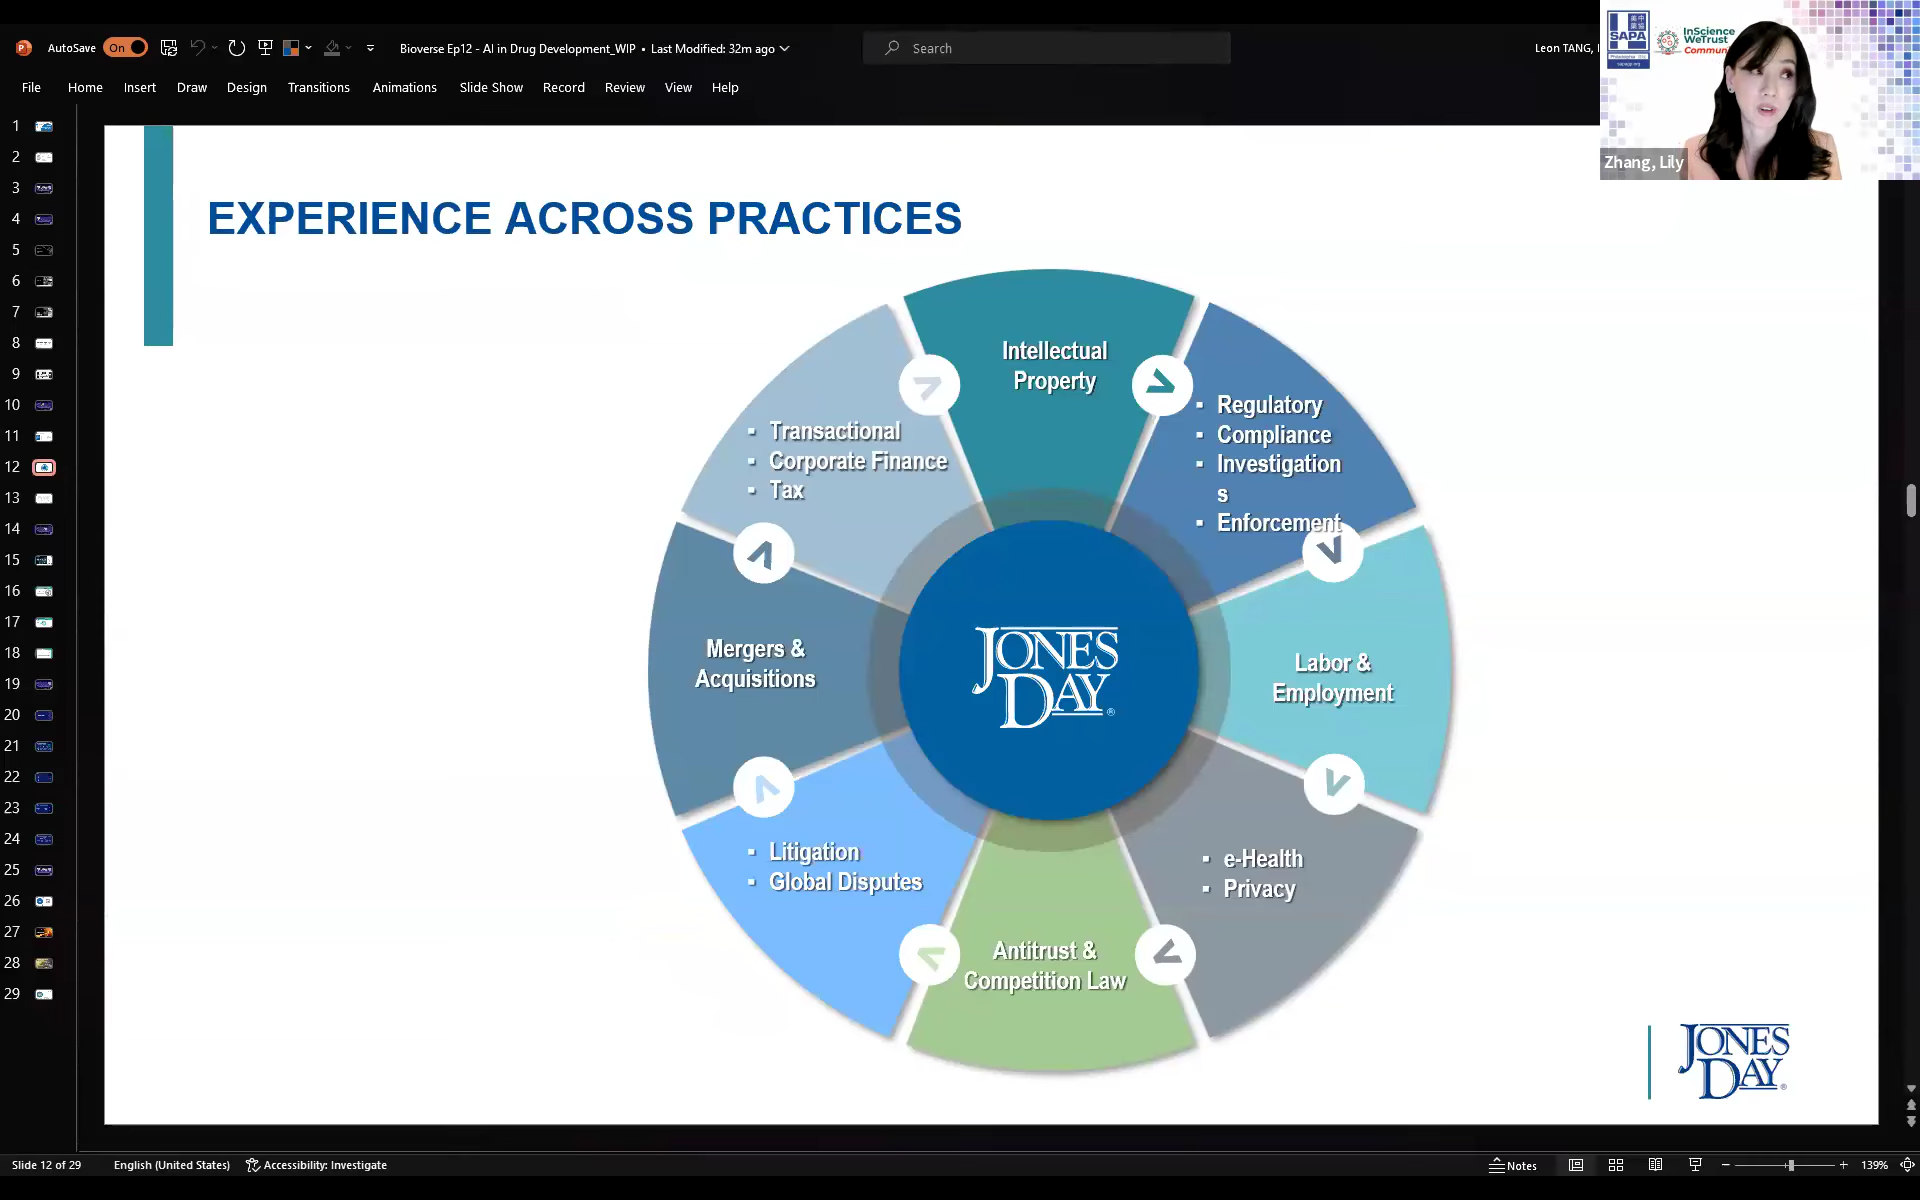 AutoSave On
Bioverse Ep12 - AI in Drug Development_WIP • Last Modified: 32m ago
Search
Leon TANG,
File Home Insert Draw Design Transitions Animations Slide Show Record Review View Help
SAPA
InScience
WeTrust
Commun
Zhang, Lily
1
2
3
4
5
6
7
8
9
10
11
12
13
14
15
16
17
18
19
20
21
22
23
24
25
26
27
28
29
EXPERIENCE ACROSS PRACTICES
Intellectual
Property
▪ Regulatory
▪ Compliance
▪ Investigation
s
▪ Enforcement
Labor &
Employment
▪ e-Health
▪ Privacy
Antitrust &
Competition Law
▪ Litigation
▪ Global Disputes
Mergers &
Acquisitions
▪ Transactional
▪ Corporate Finance
▪ Tax
JONES
DAY®
JONES
DAY®
Slide 12 of 29 English (United States) Accessibility: Investigate
Notes
139%